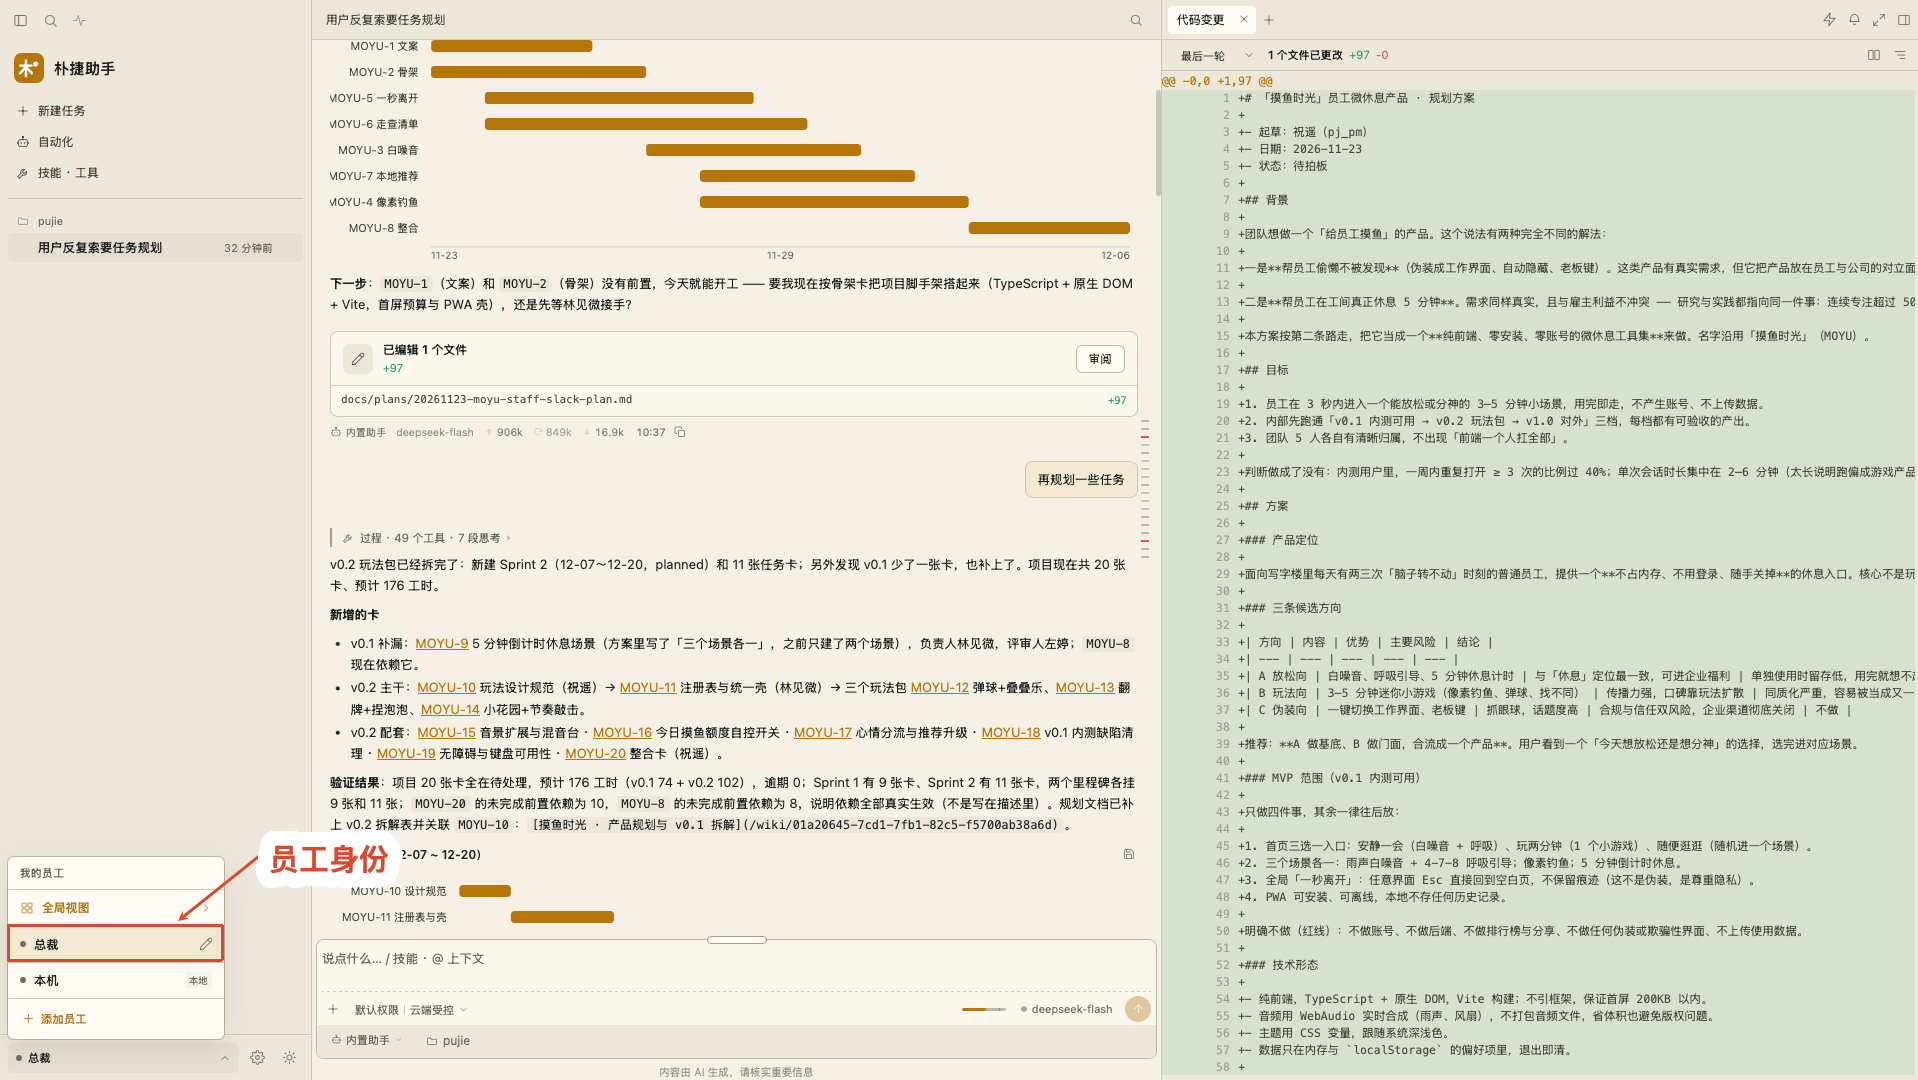 朴捷助手
新建任务
自动化
技能 · 工具
pujie
用户反复索要任务规划 32 分钟前
我的员工
全局视图
总裁
本机 本地
添加员工
总裁
员工身份
用户反复索要任务规划
MOYU-1 文案
MOYU-2 骨架
MOYU-5 一秒离开
MOYU-6 走查清单
MOYU-3 白噪音
MOYU-7 本地推荐
MOYU-4 像素钓鱼
MOYU-8 整合
11-23 11-29 12-06
下一步： MOYU-1 （文案）和 MOYU-2 （骨架）没有前置，今天就能开工 —— 要我现在按骨架卡把项目脚手架搭起来（TypeScript + 原生 DOM
+ Vite，首屏预算与 PWA 壳），还是先等林见微接手？
已编辑 1 个文件
+97
审阅
docs/plans/20261123-moyu-staff-slack-plan.md +97
内置助手 deepseek-flash ↑ 906k 849k ↓ 16.9k 10:37
再规划一些任务
过程 · 49 个工具 · 7 段思考
v0.2 玩法包已经拆完了：新建 Sprint 2（12-07～12-20，planned）和 11 张任务卡；另外发现 v0.1 少了一张卡，也补上了。项目现在共 20 张
卡、预计 176 工时。
新增的卡
• v0.1 补漏：MOYU-9 5 分钟倒计时休息场景（方案里写了「三个场景各一」，之前只建了两个场景），负责人林见微，评审人左婷； MOYU-8
现在依赖它。
• v0.2 主干：MOYU-10 玩法设计规范（祝遥）→ MOYU-11 注册表与统一壳（林见微）→ 三个玩法包 MOYU-12 弹球+叠叠乐、MOYU-13 翻
牌+捏泡泡、MOYU-14 小花园+节奏敲击。
• v0.2 配套：MOYU-15 音景扩展与混音台 · MOYU-16 今日摸鱼额度自控开关 · MOYU-17 心情分流与推荐升级 · MOYU-18 v0.1 内测缺陷清
理 · MOYU-19 无障碍与键盘可用性 · MOYU-20 整合卡（祝遥）。
验证结果：项目 20 张卡全在待处理，预计 176 工时（v0.1 74 + v0.2 102），逾期 0；Sprint 1 有 9 张卡、Sprint 2 有 11 张卡，两个里程碑各挂
9 张和 11 张； MOYU-20 的未完成前置依赖为 10， MOYU-8 的未完成前置依赖为 8，说明依赖全部真实生效（不是写在描述里）。规划文档已补
上 v0.2 拆解表并关联 MOYU-10 ： [摸鱼时光 · 产品规划与 v0.1 拆解](/wiki/01a20645-7cd1-7fb1-82c5-f5700ab38a6d) 。
2-07 ~ 12-20)
MOYU-10 设计规范
MOYU-11 注册表与壳
说点什么... / 技能 · @ 上下文
默认权限 云端受控 deepseek-flash
内置助手 pujie
内容由 AI 生成，请核实重要信息
代码变更
最后一轮 1 个文件已更改 +97 -0
@@ -0,0 +1,97 @@
1 +# 「摸鱼时光」员工微休息产品 · 规划方案
2 +
3 +- 起草：祝遥（pj_pm）
4 +- 日期：2026-11-23
5 +- 状态：待拍板
6 +
7 +## 背景
8 +
9 +团队想做一个「给员工摸鱼」的产品。这个说法有两种完全不同的解法：
10 +
11 +一是**帮员工偷懒不被发现**（伪装成工作界面、自动隐藏、老板键）。这类产品有真实需求，但它把产品放在员工与公司的对立面
12 +
13 +二是**帮员工在工间真正休息 5 分钟**。需求同样真实，且与雇主利益不冲突 —— 研究与实践都指向同一件事：连续专注超过 50
14 +
15 +本方案按第二条路走，把它当成一个**纯前端、零安装、零账号的微休息工具集**来做。名字沿用「摸鱼时光」（MOYU）。
16 +
17 +## 目标
18 +
19 +1. 员工在 3 秒内进入一个能放松或分神的 3—5 分钟小场景，用完即走，不产生账号、不上传数据。
20 +2. 内部先跑通「v0.1 内测可用 → v0.2 玩法包 → v1.0 对外」三档，每档都有可验收的产出。
21 +3. 团队 5 人各自有清晰归属，不出现「前端一个人扛全部」。
22 +
23 +判断做成了没有：内测用户里，一周内重复打开 ≥ 3 次的比例过 40%；单次会话时长集中在 2—6 分钟（太长说明跑偏成游戏产品
24 +
25 +## 方案
26 +
27 +### 产品定位
28 +
29 +面向写字楼里每天有两三次「脑子转不动」时刻的普通员工，提供一个**不占内存、不用登录、随手关掉**的休息入口。核心不是玩
30 +
31 +### 三条候选方向
32 +
33 +| 方向 | 内容 | 优势 | 主要风险 | 结论 |
34 +| --- | --- | --- | --- | --- |
35 +| A 放松向 | 白噪音、呼吸引导、5 分钟休息计时 | 与「休息」定位最一致，可进企业福利 | 单独使用时留存低，用完就想不起
36 +| B 玩法向 | 3—5 分钟迷你小游戏（像素钓鱼、弹球、找不同） | 传播力强，口碑靠玩法扩散 | 同质化严重，容易被当成又一
37 +| C 伪装向 | 一键切换工作界面、老板键 | 抓眼球，话题度高 | 合规与信任双风险，企业渠道彻底关闭 | 不做 |
38 +
39 +推荐：**A 做基底、B 做门面，合流成一个产品**。用户看到一个「今天想放松还是想分神」的选择，选完进对应场景。
40 +
41 +### MVP 范围（v0.1 内测可用）
42 +
43 +只做四件事，其余一律往后放：
44 +
45 +1. 首页三选一入口：安静一会（白噪音 + 呼吸）、玩两分钟（1 个小游戏）、随便逛逛（随机进一个场景）。
46 +2. 三个场景各一：雨声白噪音 + 4-7-8 呼吸引导；像素钓鱼；5 分钟倒计时休息。
47 +3. 全局「一秒离开」：任意界面 Esc 直接回到空白页，不保留痕迹（这不是伪装，是尊重隐私）。
48 +4. PWA 可安装、可离线，本地不存任何历史记录。
49 +
50 +明确不做（红线）：不做账号、不做后端、不做排行榜与分享、不做任何伪装或欺骗性界面、不上传使用数据。
51 +
52 +### 技术形态
53 +
54 +- 纯前端，TypeScript + 原生 DOM，Vite 构建；不引框架，保证首屏 200KB 以内。
55 +- 音频用 WebAudio 实时合成（雨声、风扇），不打包音频文件，省体积也避免版权问题。
56 +- 主题用 CSS 变量，跟随系统深浅色。
57 +- 数据只在内存与 `localStorage` 的偏好项里，退出即清。
58 +